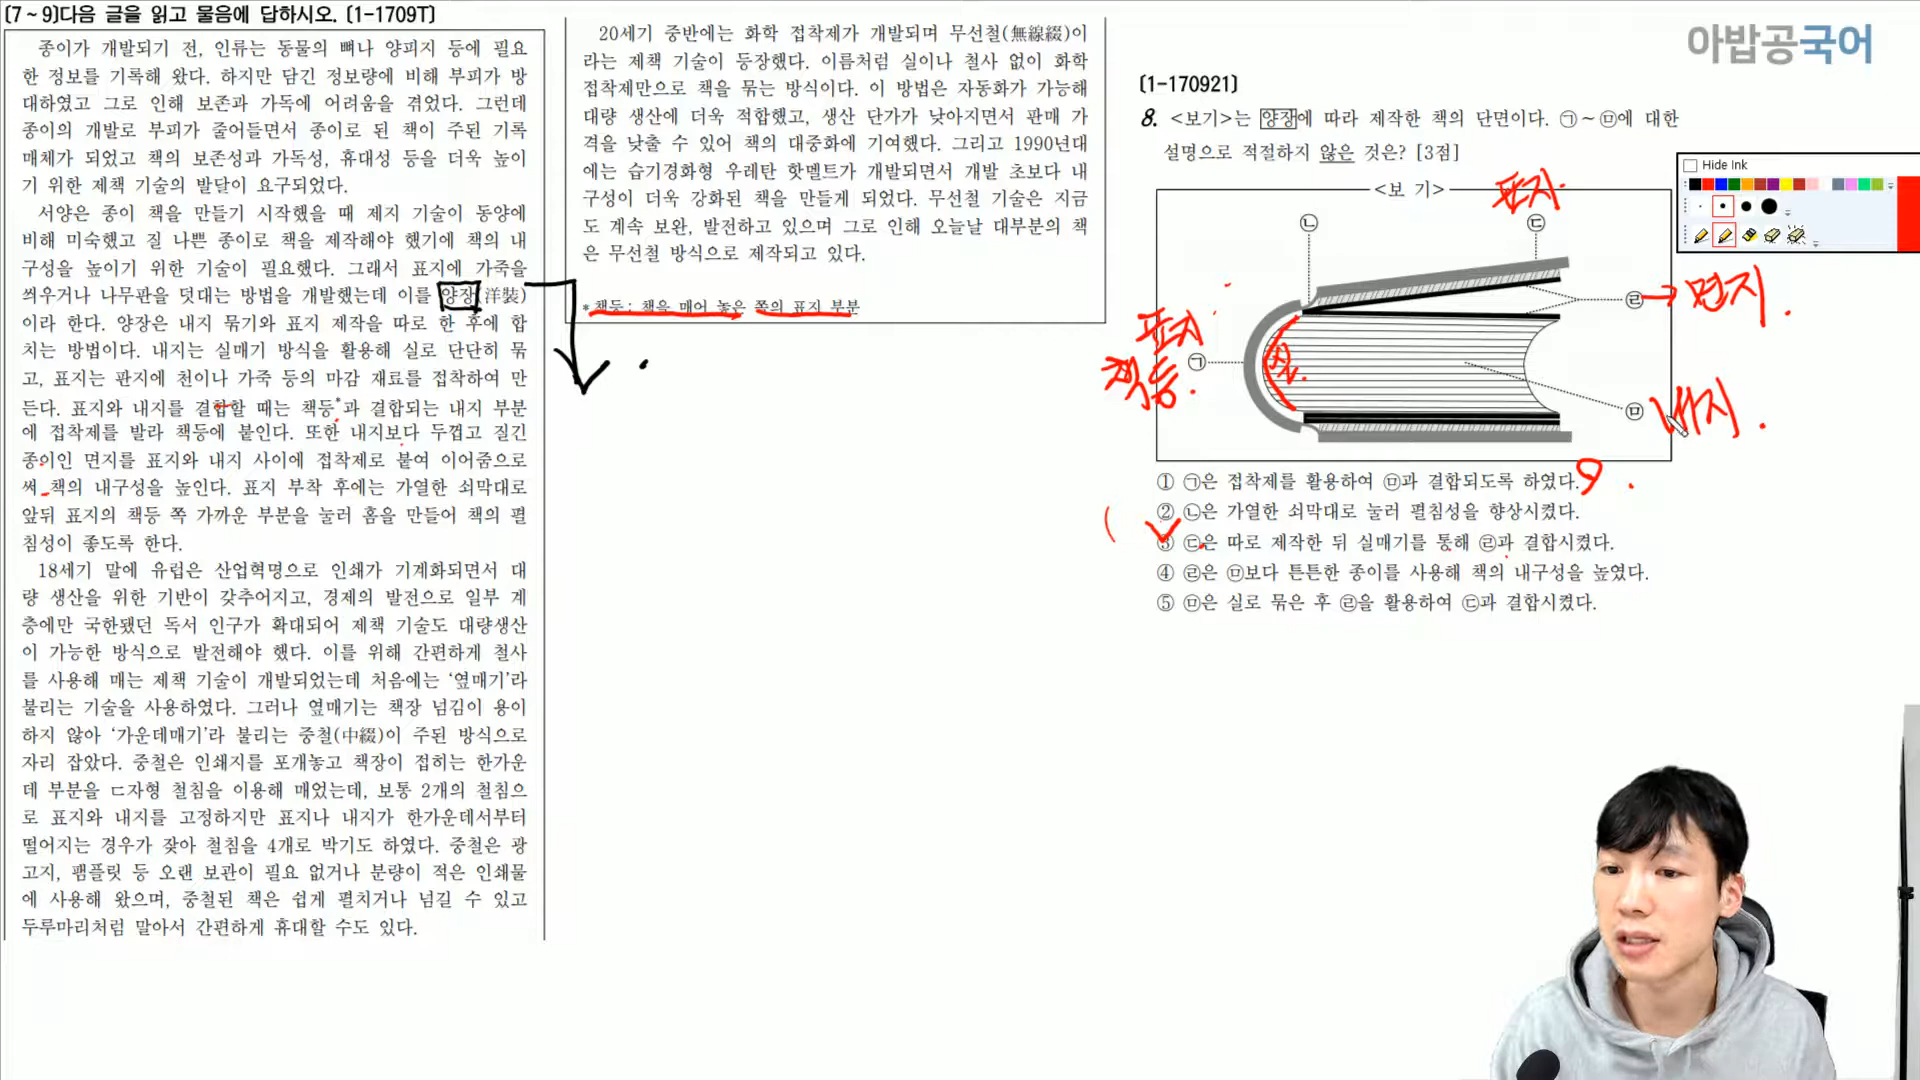 [7～9]다음 글을 읽고 물음에 답하시오. [1-1709T]
종이가 개발되기 전, 인류는 동물의 뼈나 양피지 등에 필요
한 정보를 기록해 왔다. 하지만 담긴 정보량에 비해 부피가 방
대하였고 그로 인해 보존과 가독에 어려움을 겪었다. 그런데
종이의 개발로 부피가 줄어들면서 종이로 된 책이 주된 기록
매체가 되었고 책의 보존성과 가독성, 휴대성 등을 더욱 높이
기 위한 제책 기술의 발달이 요구되었다.
서양은 종이 책을 만들기 시작했을 때 제지 기술이 동양에
비해 미숙했고 질 나쁜 종이로 책을 제작해야 했기에 책의 내
구성을 높이기 위한 기술이 필요했다. 그래서 표지에 가죽을
씌우거나 나무판을 덧대는 방법을 개발했는데 이를 양장(洋裝)
이라 한다. 양장은 내지 묶기와 표지 제작을 따로 한 후에 합
치는 방법이다. 내지는 실매기 방식을 활용해 실로 단단히 묶
고, 표지는 판지에 천이나 가죽 등의 마감 재료를 접착하여 만
든다. 표지와 내지를 결합할 때는 책등*과 결합되는 내지 부분
에 접착제를 발라 책등에 붙인다. 또한 내지보다 두껍고 질긴
종이인 면지를 표지와 내지 사이에 접착제로 붙여 이어줌으로
써 책의 내구성을 높인다. 표지 부착 후에는 가열한 쇠막대로
앞뒤 표지의 책등 쪽 가까운 부분을 눌러 홈을 만들어 책의 펼
침성이 좋도록 한다.
18세기 말에 유럽은 산업혁명으로 인쇄가 기계화되면서 대
량 생산을 위한 기반이 갖추어지고, 경제의 발전으로 일부 계
층에만 국한됐던 독서 인구가 확대되어 제책 기술도 대량생산
이 가능한 방식으로 발전해야 했다. 이를 위해 간편하게 철사
를 사용해 매는 제책 기술이 개발되었는데 처음에는 ‘옆매기’라
불리는 기술을 사용하였다. 그러나 옆매기는 책장 넘김이 용이
하지 않아 ‘가운데매기’라 불리는 중철(中綴)이 주된 방식으로
자리 잡았다. 중철은 인쇄지를 포개놓고 책장이 접히는 한가운
데 부분을 ㄷ자형 철침을 이용해 매었는데, 보통 2개의 철침으
로 표지와 내지를 고정하지만 표지나 내지가 한가운데서부터
떨어지는 경우가 잦아 철침을 4개로 박기도 하였다. 중철은 광
고지, 팸플릿 등 오랜 보관이 필요 없거나 분량이 적은 인쇄물
에 사용해 왔으며, 중철된 책은 쉽게 펼치거나 넘길 수 있고
두루마리처럼 말아서 간편하게 휴대할 수도 있다.
20세기 중반에는 화학 접착제가 개발되며 무선철(無線綴)이
라는 제책 기술이 등장했다. 이름처럼 실이나 철사 없이 화학
접착제만으로 책을 묶는 방식이다. 이 방법은 자동화가 가능해
대량 생산에 더욱 적합했고, 생산 단가가 낮아지면서 판매 가
격을 낮출 수 있어 책의 대중화에 기여했다. 그리고 1990년대
에는 습기경화형 우레탄 핫멜트가 개발되면서 개발 초보다 내
구성이 더욱 강화된 책을 만들게 되었다. 무선철 기술은 지금
도 계속 보완, 발전하고 있으며 그로 인해 오늘날 대부분의 책
은 무선철 방식으로 제작되고 있다.
*책등 : 책을 매어 놓은 쪽의 표지 부분
아밥공국어
[1-170921]
8. <보기>는 양장에 따라 제작한 책의 단면이다. ㉠～㉤에 대한
설명으로 적절하지 않은 것은? [3점]
<보 기>
표지
㉡
㉢
㉣
면지
표지
책등
㉠
㉤
내지
① ㉠은 접착제를 활용하여 ㉤과 결합되도록 하였다.
② ㉡은 가열한 쇠막대로 눌러 펼침성을 향상시켰다.
③ ㉢은 따로 제작한 뒤 실매기를 통해 ㉣과 결합시켰다.
④ ㉣은 ㉤보다 튼튼한 종이를 사용해 책의 내구성을 높였다.
⑤ ㉤은 실로 묶은 후 ㉣을 활용하여 ㉢과 결합시켰다.
Hide Ink